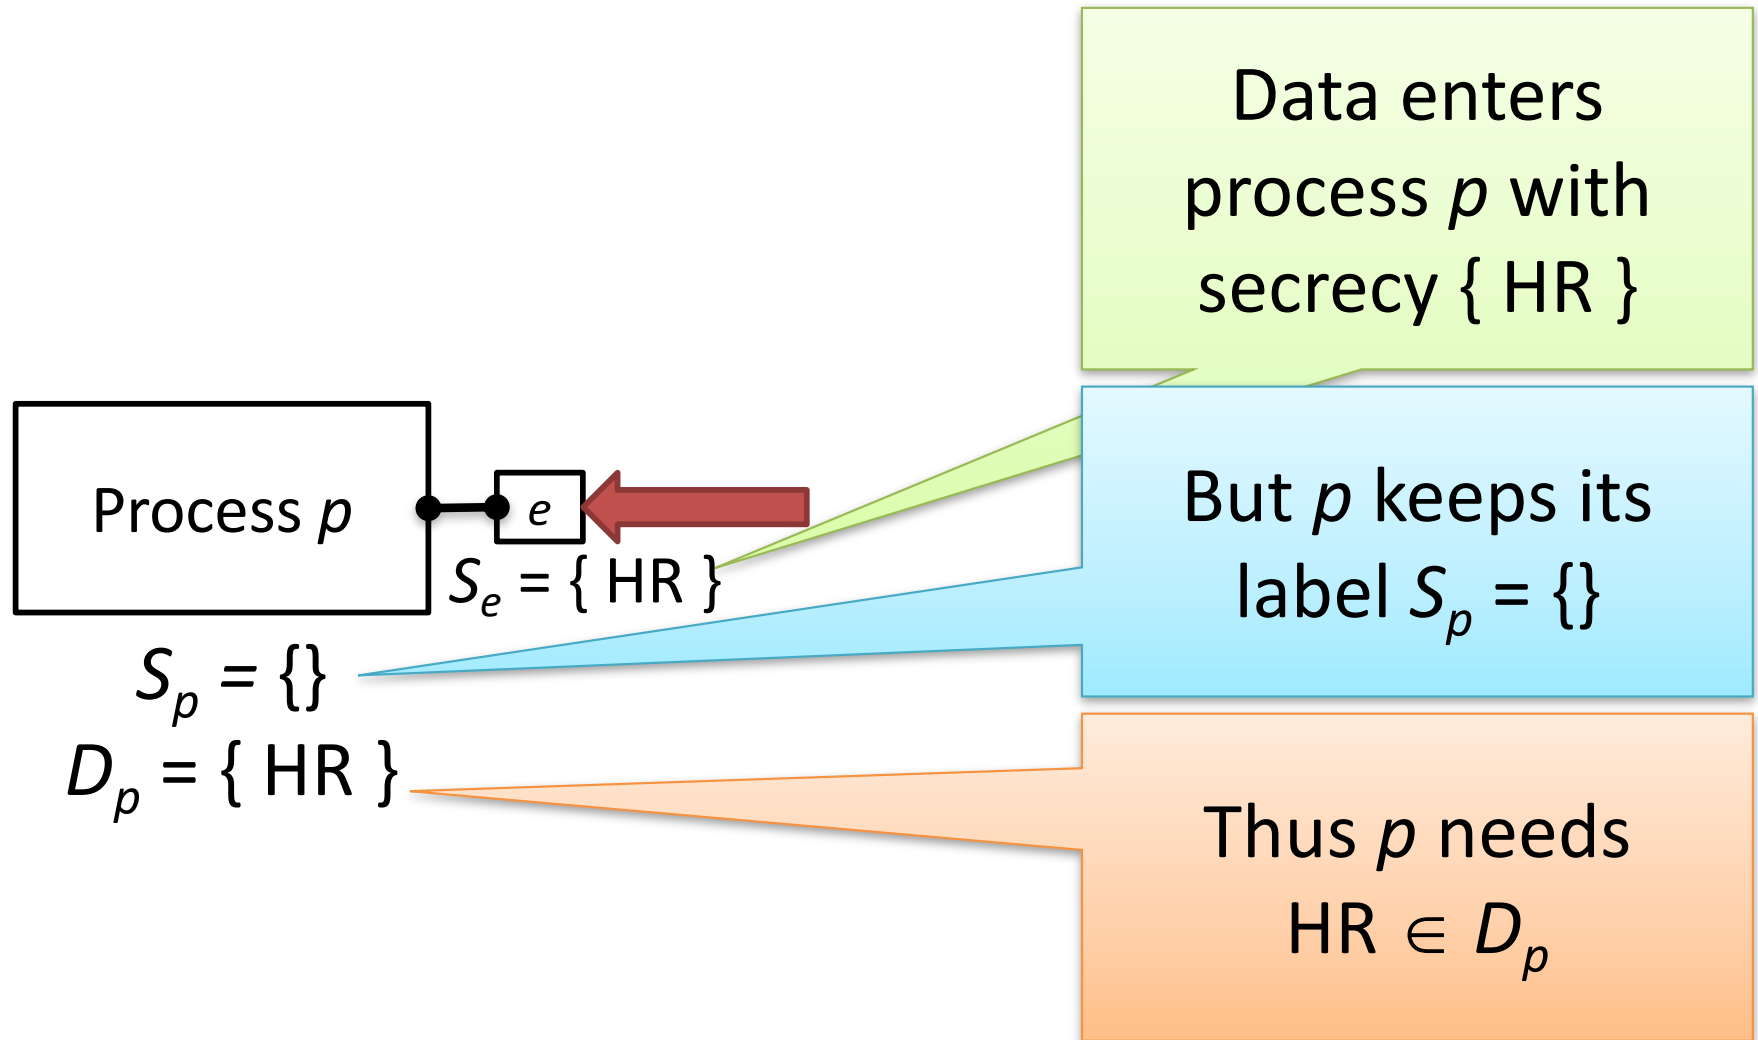 Data enters
process p with
secrecy { HR }
Process p
e
Sₑ = { HR }
But p keeps its
label Sₚ = {}
Sₚ = {}
Dₚ = { HR }
Thus p needs
HR ∈ Dₚ